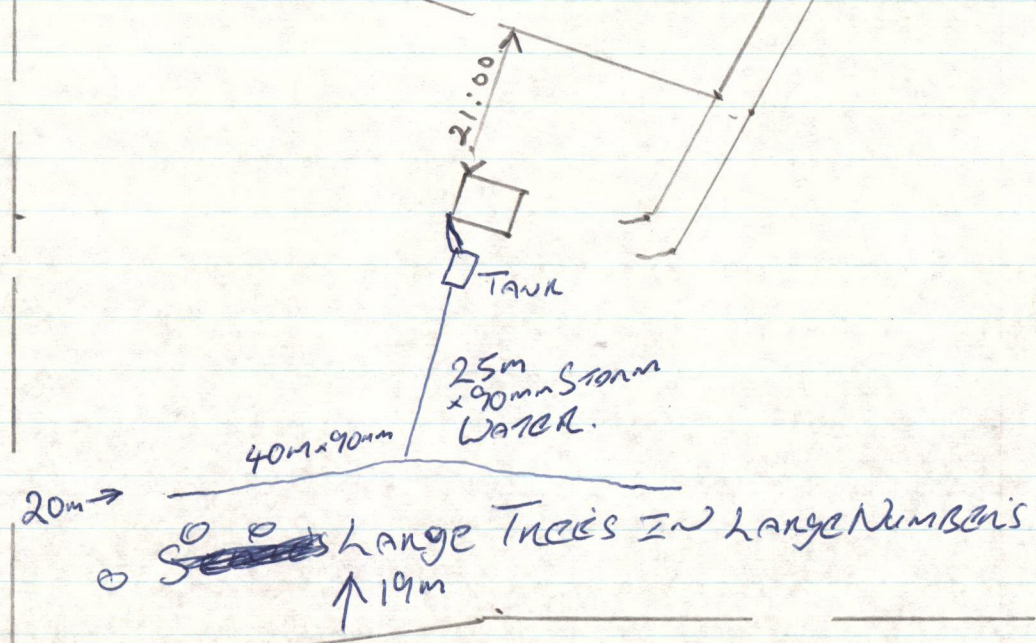 21:00
TANK
25m
×90mm STORM
WATER.
40m×90mm
20m →
LARGE TREES IN LARGE NUMBERS
↑ 19m